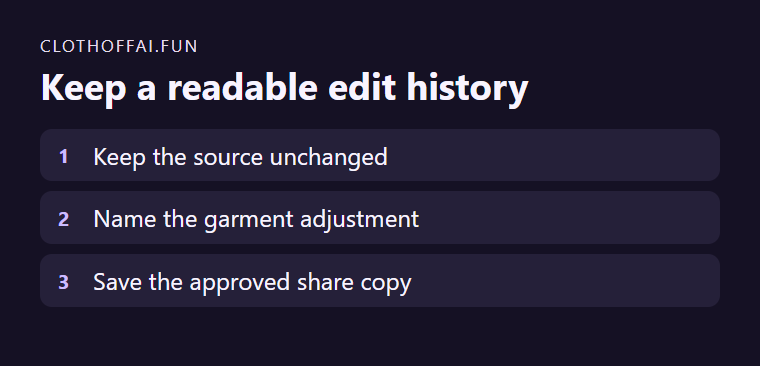 CLOTHOFFAI.FUN
Keep a readable edit history
1 Keep the source unchanged
2 Name the garment adjustment
3 Save the approved share copy